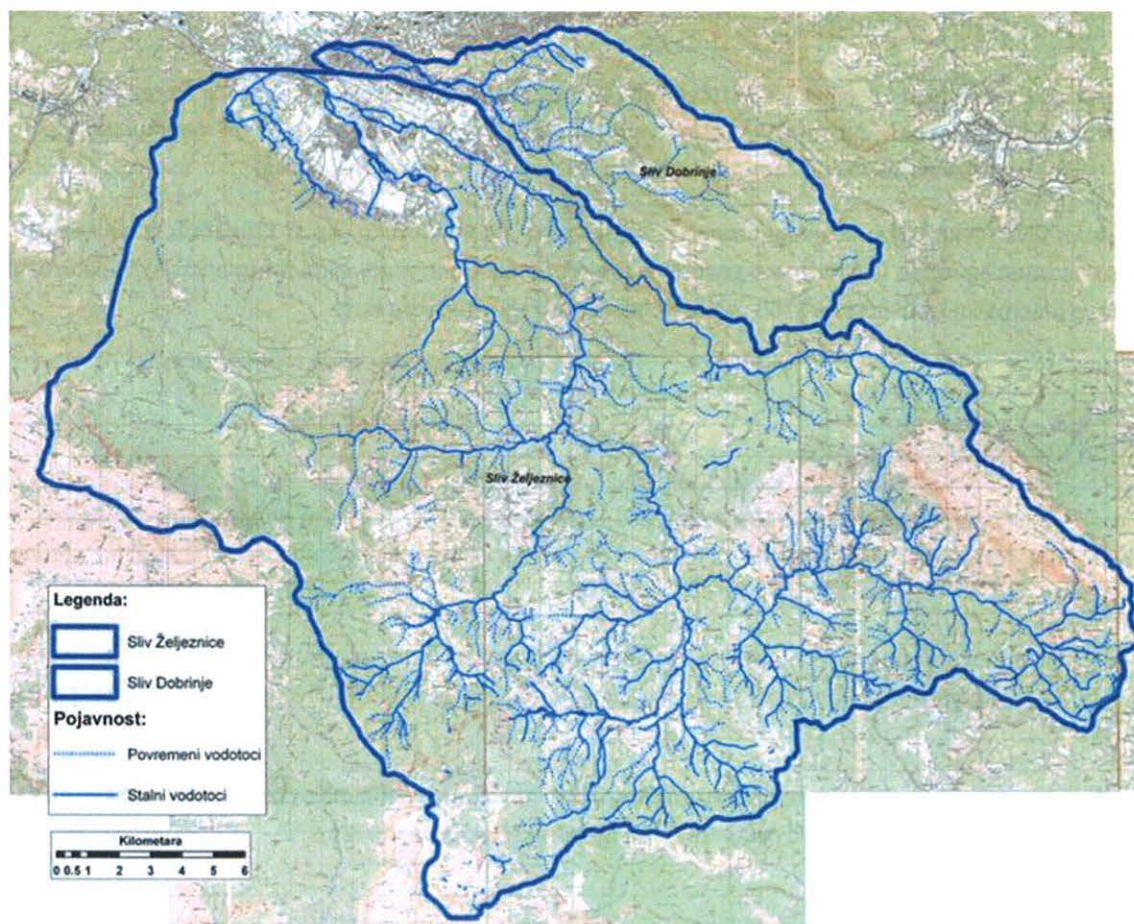 Sliv Dobrinje
Sliv Željeznice
Legenda:
Sliv Željeznice
Sliv Dobrinje
Pojavnost:
Povremeni vodotoci
Stalni vodotoci
Kilometara
0 0.5 1 2 3 4 5 6